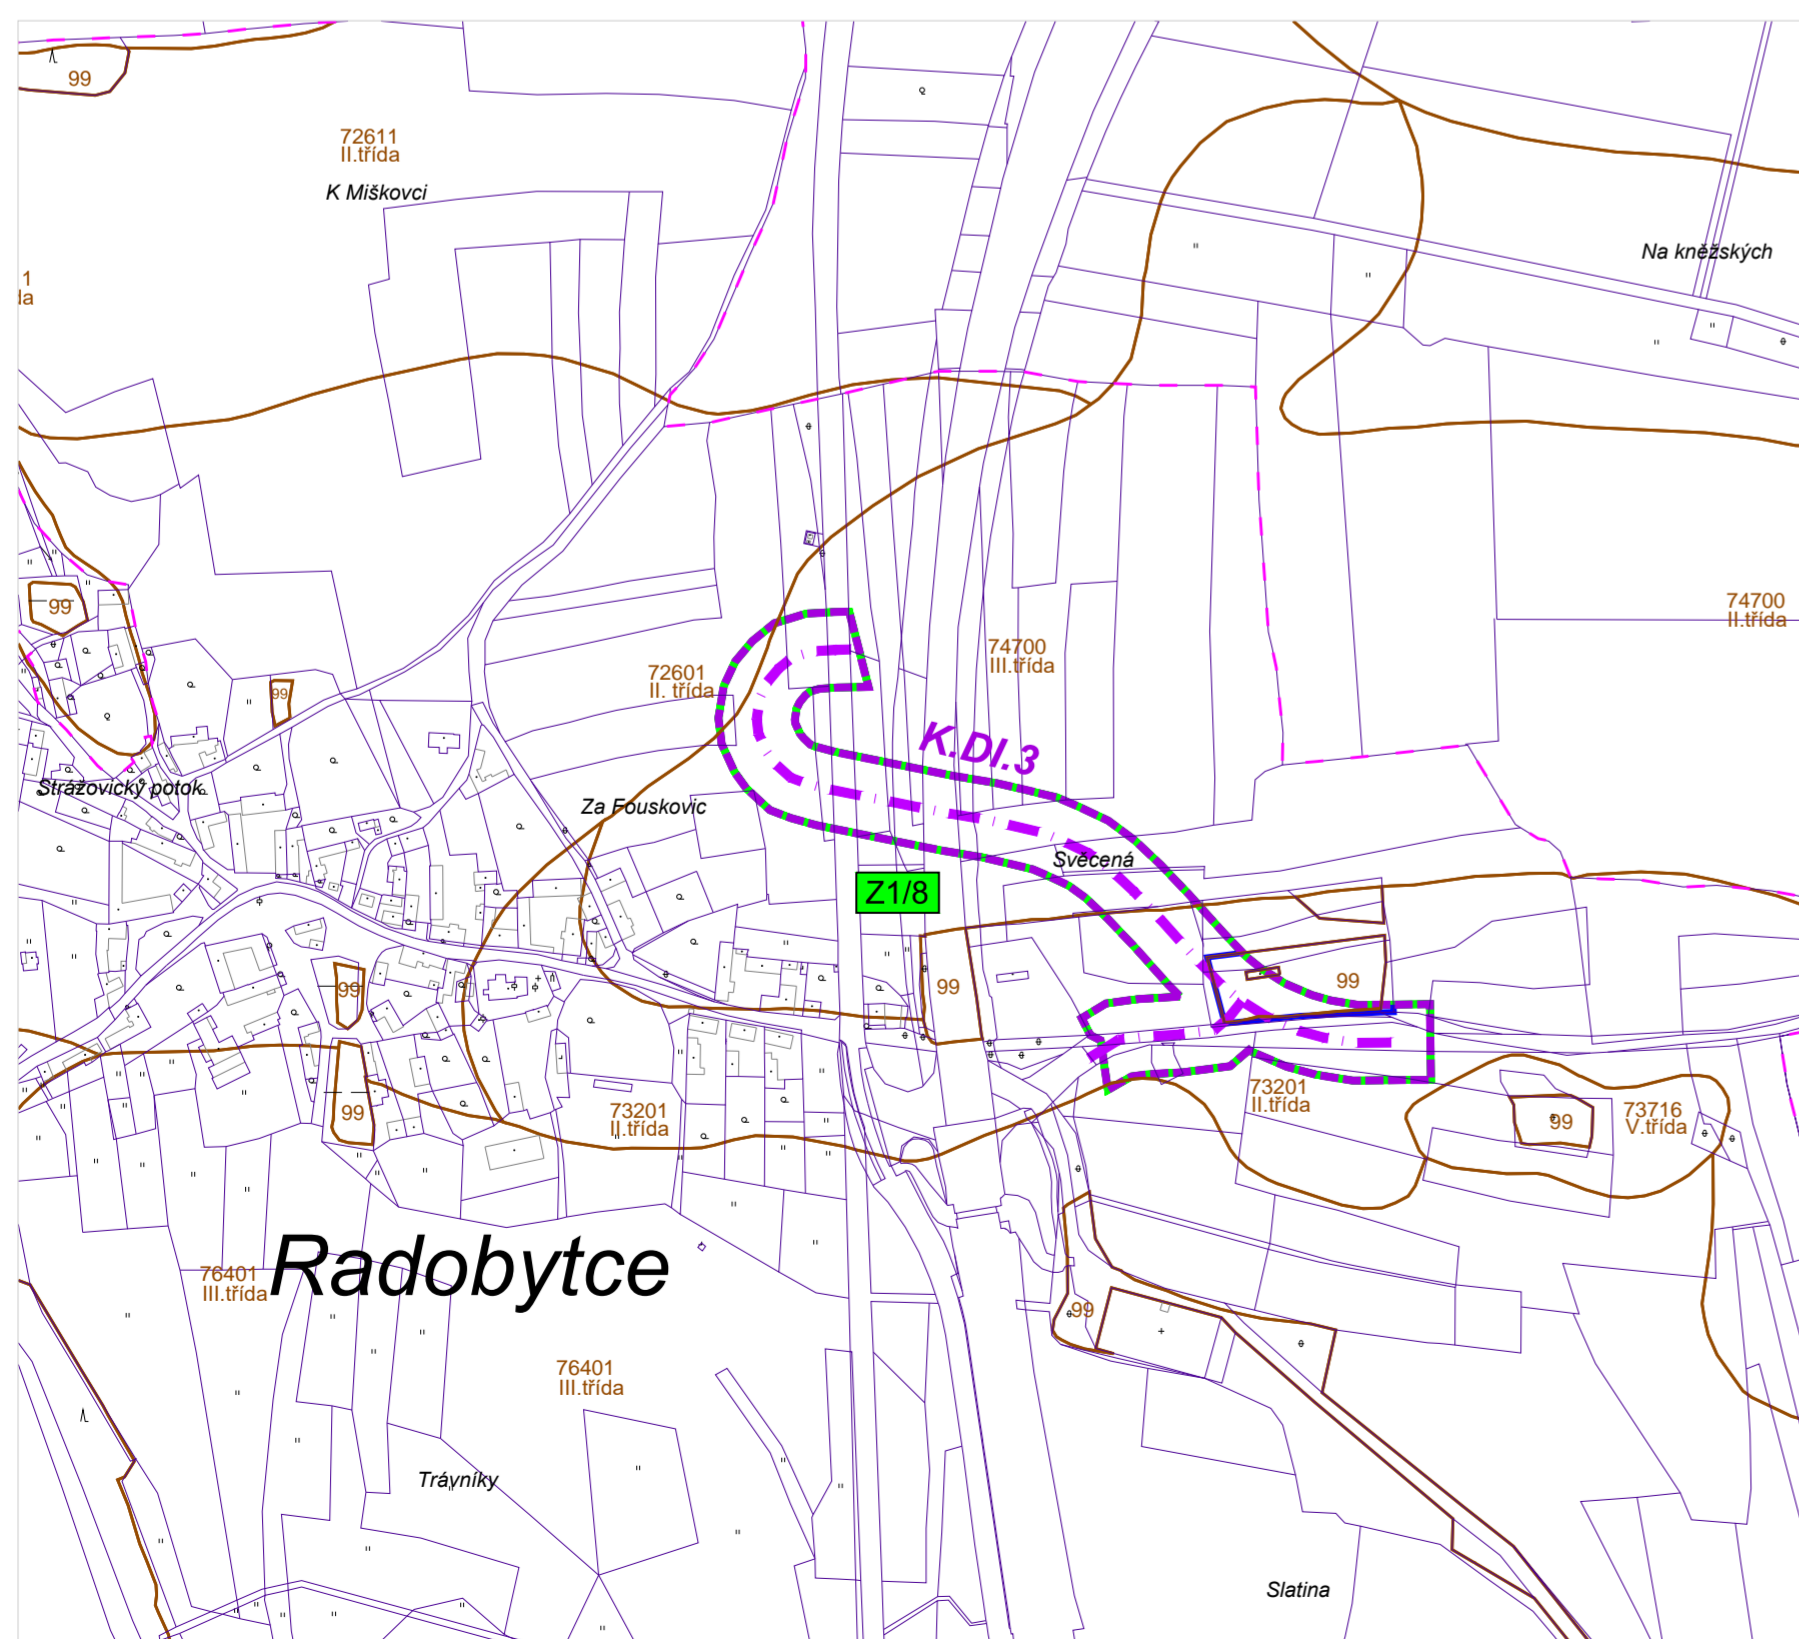 99
72611
II.třída
K Miškovci
Na kněžských
1
da
99
74700
II.třída
74700
III.třída
72601
II. třída
99
K.DI.3
Strážovický potok
Za Fouskovic
Svěcená
Z1/8
99
99
99
99
73201
II.třída
73201
II.třída
99
73716
V.třída
Radobytce
76401
III.třída
99
76401
III.třída
Trávníky
Slatina